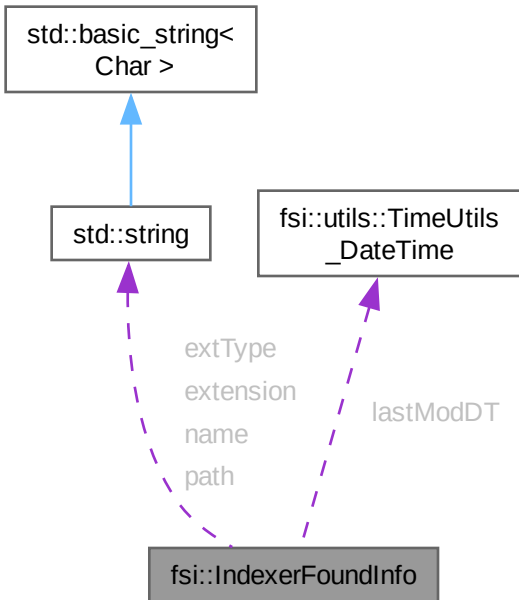 std::basic_string<
Char >
std::string
fsi::utils::TimeUtils
_DateTime
extType
extension
name
path
lastModDT
fsi::IndexerFoundInfo